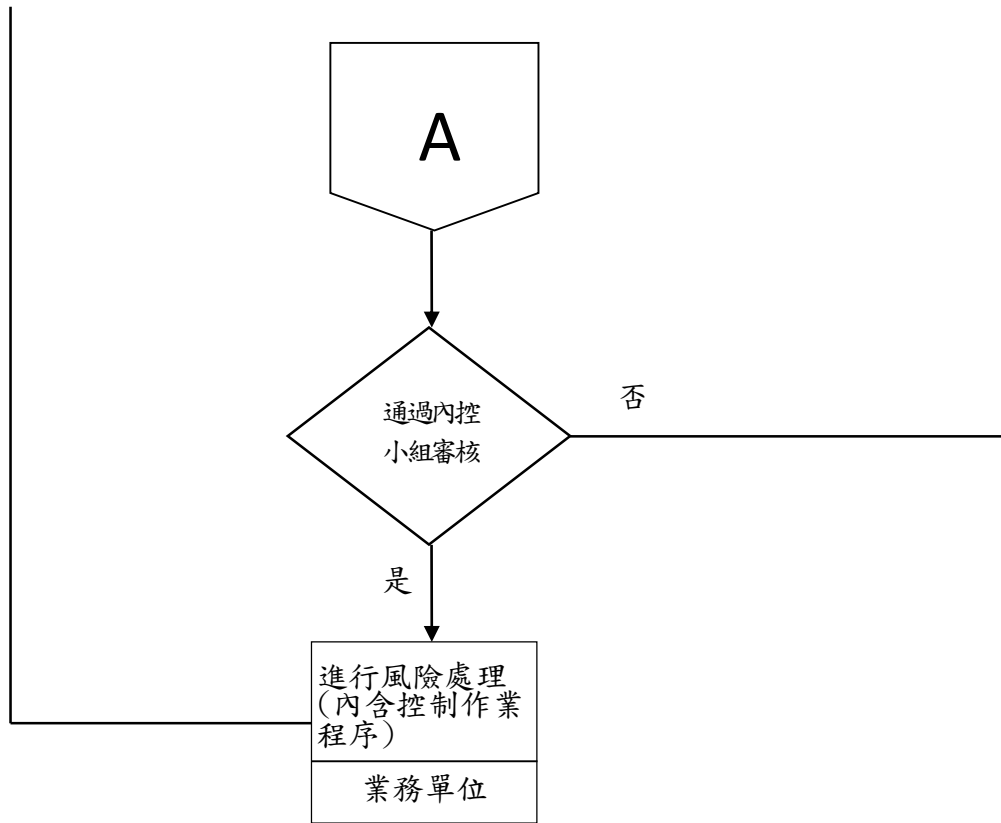 A
通過內控
小組審核
否
是
進行風險處理
(內含控制作業
程序)
業務單位